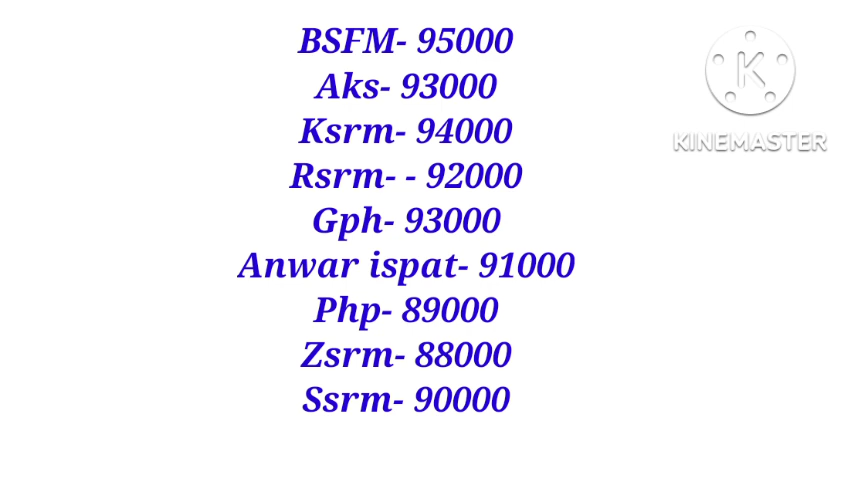 BSFM- 95000
Aks- 93000
Ksrm- 94000
Rsrm- - 92000
Gph- 93000
Anwar ispat- 91000
Php- 89000
Zsrm- 88000
Ssrm- 90000
K
KINEMASTER